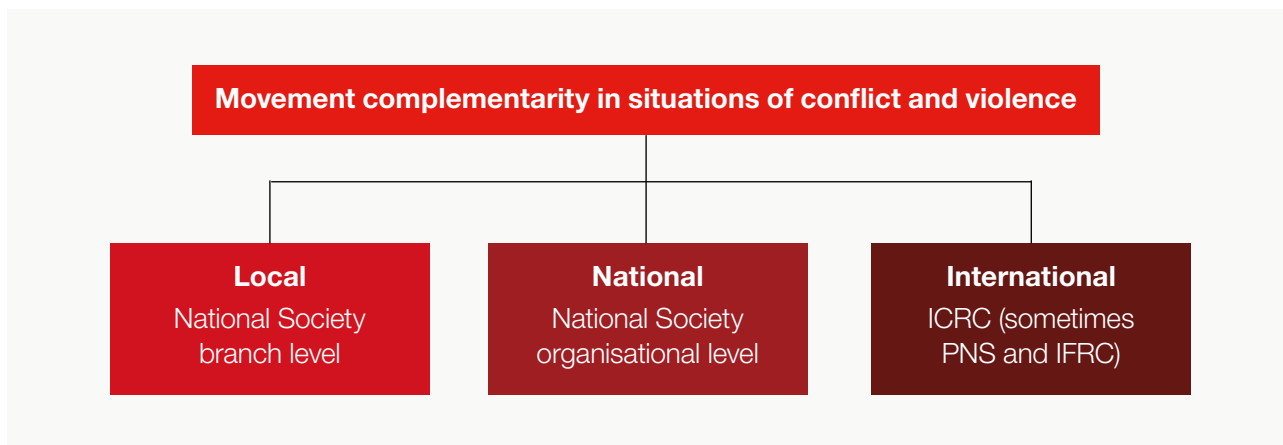 Movement complementarity in situations of conflict and violence
Local
National Society
branch level
National
National Society
organisational level
International
ICRC (sometimes
PNS and IFRC)